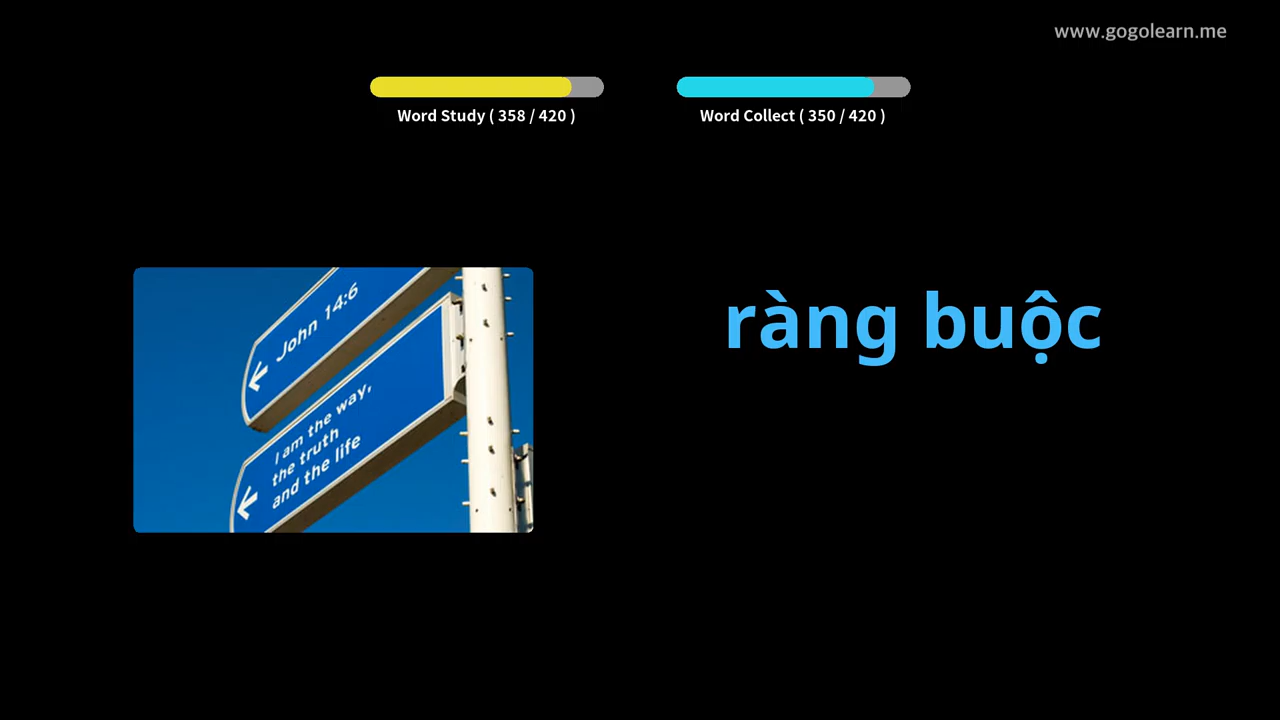 www.gogolearn.me
Word Study ( 358 / 420 )
Word Collect ( 350 / 420 )
John 14:6
I am the way,
the truth
and the life
ràng buộc